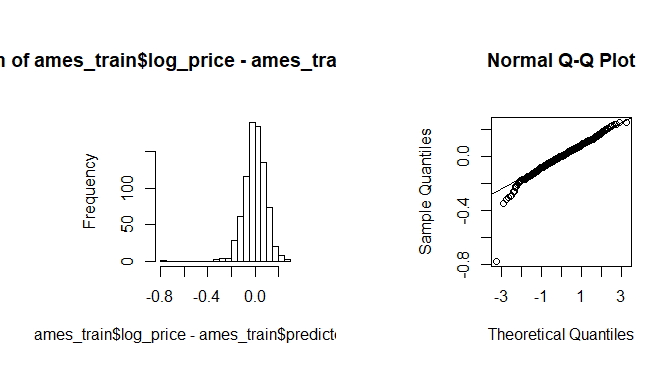 n of ames_train$log_price - ames_tra
Frequency
0 50 100
-0.8 -0.4 0.0
ames_train$log_price - ames_train$predict
Normal Q-Q Plot
Sample Quantiles
-0.8 -0.4 0.0
-3 -1 1 3
Theoretical Quantiles